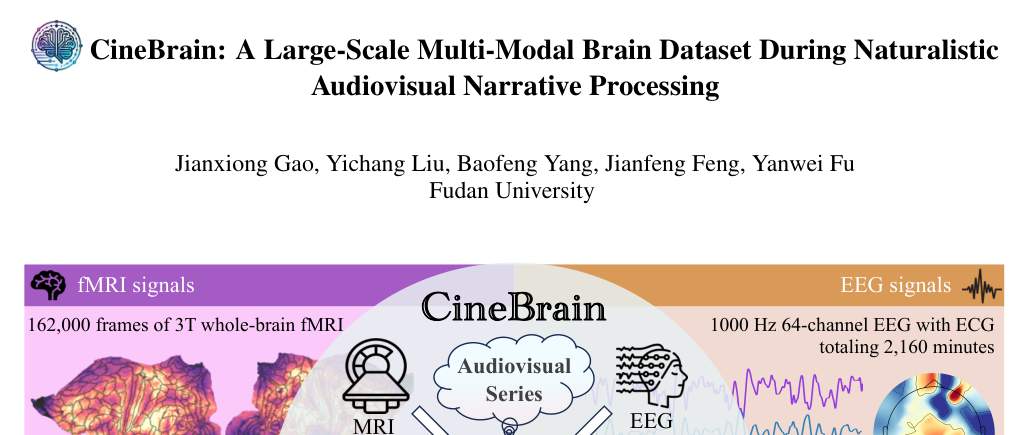 CineBrain: A Large-Scale Multi-Modal Brain Dataset During Naturalistic
Audiovisual Narrative Processing
Jianxiong Gao, Yichang Liu, Baofeng Yang, Jianfeng Feng, Yanwei Fu
Fudan University
fMRI signals
EEG signals
CineBrain
162,000 frames of 3T whole-brain fMRI
1000 Hz 64-channel EEG with ECG
totaling 2,160 minutes
Audiovisual
Series
MRI
EEG